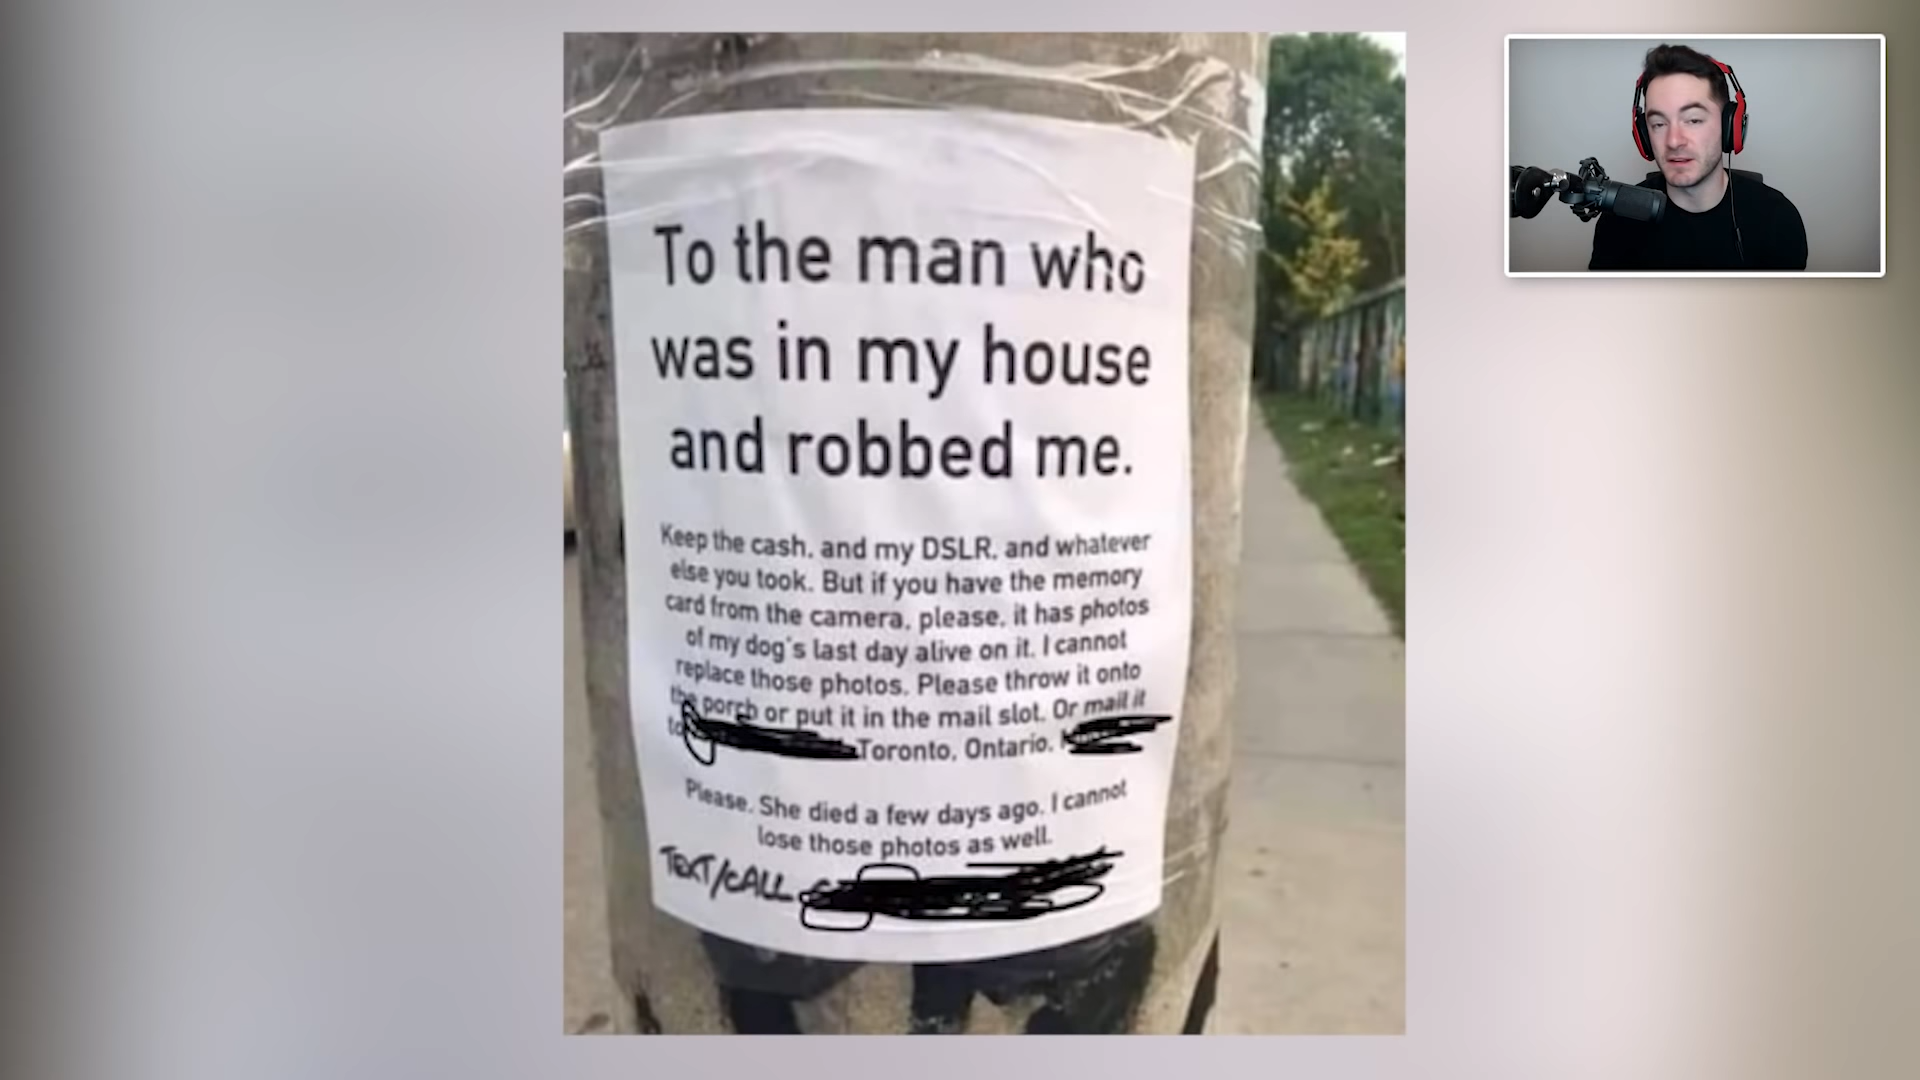 To the man who
was in my house
and robbed me.
Keep the cash, and my DSLR, and whatever
else you took. But if you have the memory
card from the camera, please, it has photos
of my dog's last day alive on it. I cannot
replace those photos. Please throw it onto
the porch or put it in the mail slot. Or mail it
to Toronto, Ontario.
Please. She died a few days ago. I cannot
lose those photos as well.
TEXT/CALL